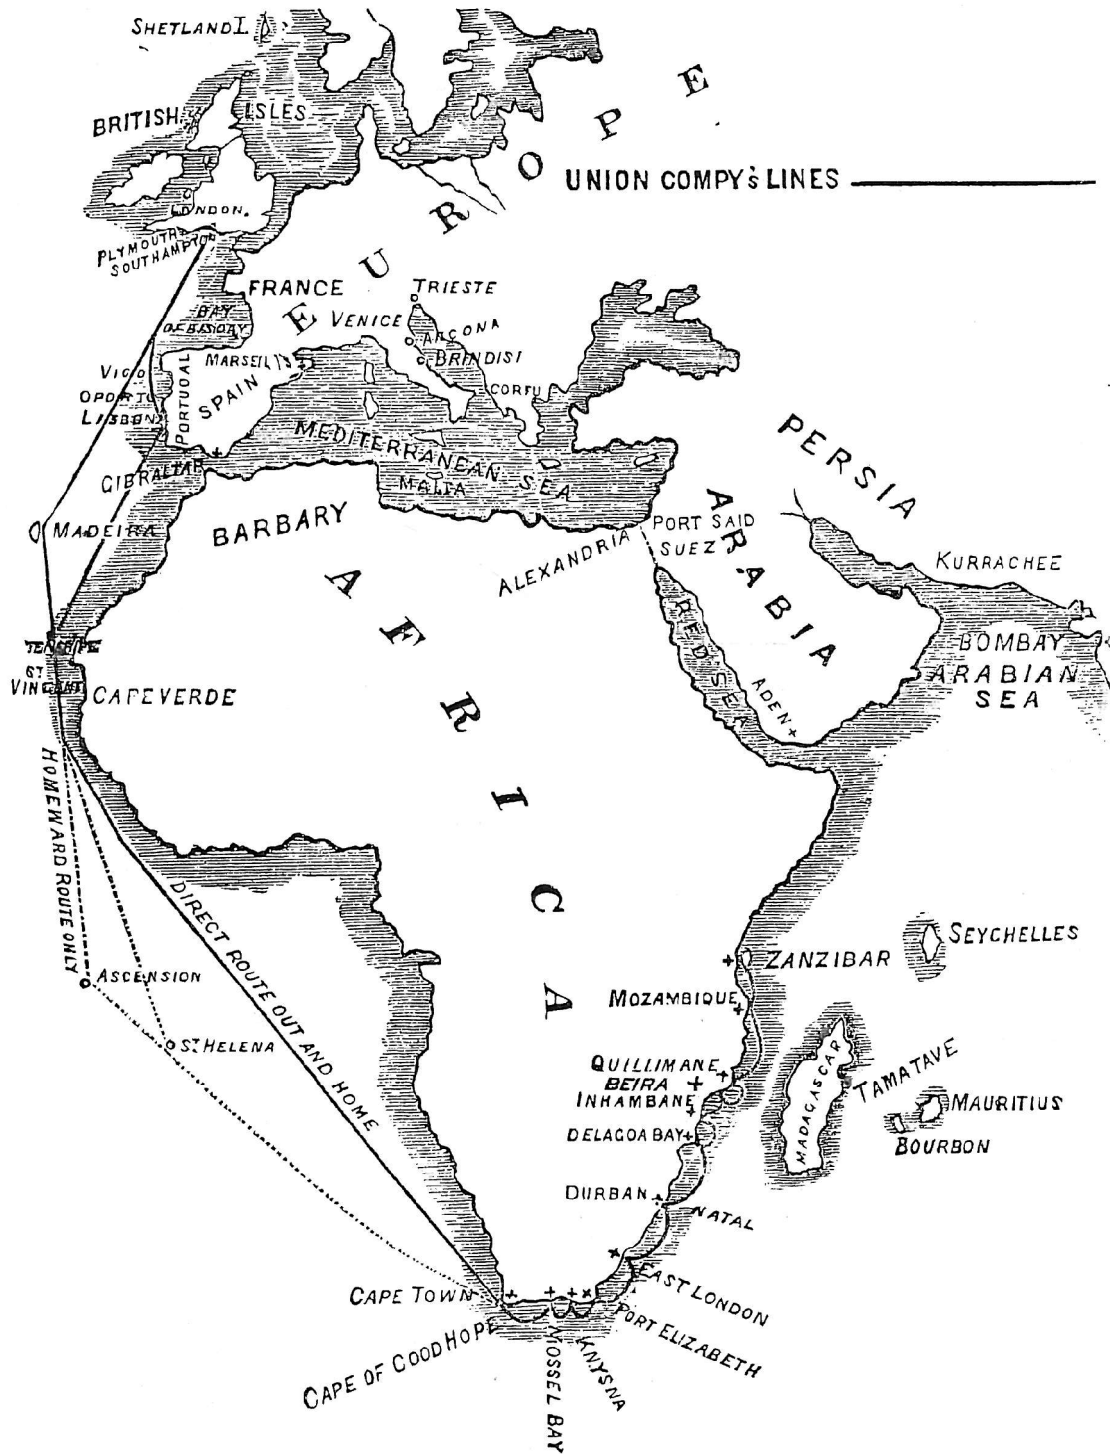 SHETLAND I.
BRITISH ISLES
EUROPE
UNION COMPY'S LINES
LONDON.
PLYMOUTH
SOUTHAMPTON
FRANCE
BAY
OF BISCAY
TRIESTE
VENICE
ANCONA
BRINDISI
CORFU
MARSEILLS
VIGO
OPORTO
LISBON
PORTUGAL
SPAIN
GIBRALTAR
MEDITERRANEAN SEA
MALTA
MADEIRA
BARBARY
AFRICA
ALEXANDRIA
PORT SAID
SUEZ
PERSIA
ARABIA
KURRACHEE
BOMBAY
ARABIAN
SEA
RED SEA
ADEN
TENERIFE
ST
VINCENT
CAPE VERDE
HOMEWARD ROUTE ONLY
DIRECT ROUTE OUT AND HOME
ASCENSION
ST HELENA
ZANZIBAR
SEYCHELLES
MOZAMBIQUE
QUILLIMANE
BEIRA
INHAMBANE
DELAGOA BAY
MADAGASCAR
TAMATAVE
MAURITIUS
BOURBON
DURBAN
NATAL
EAST LONDON
PORT ELIZABETH
KNYSNA
MOSSEL BAY
CAPE TOWN
CAPE OF GOOD HOPE